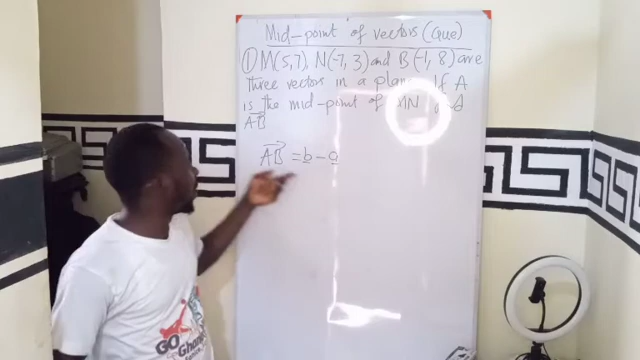 Mid-point of vectors (Que)
① M(5,7), N(-7, 3) and B(-1, 8) are
three vectors in a plane. If A
is the mid-point of MN
AB
AB = b - a
GO
Ghana